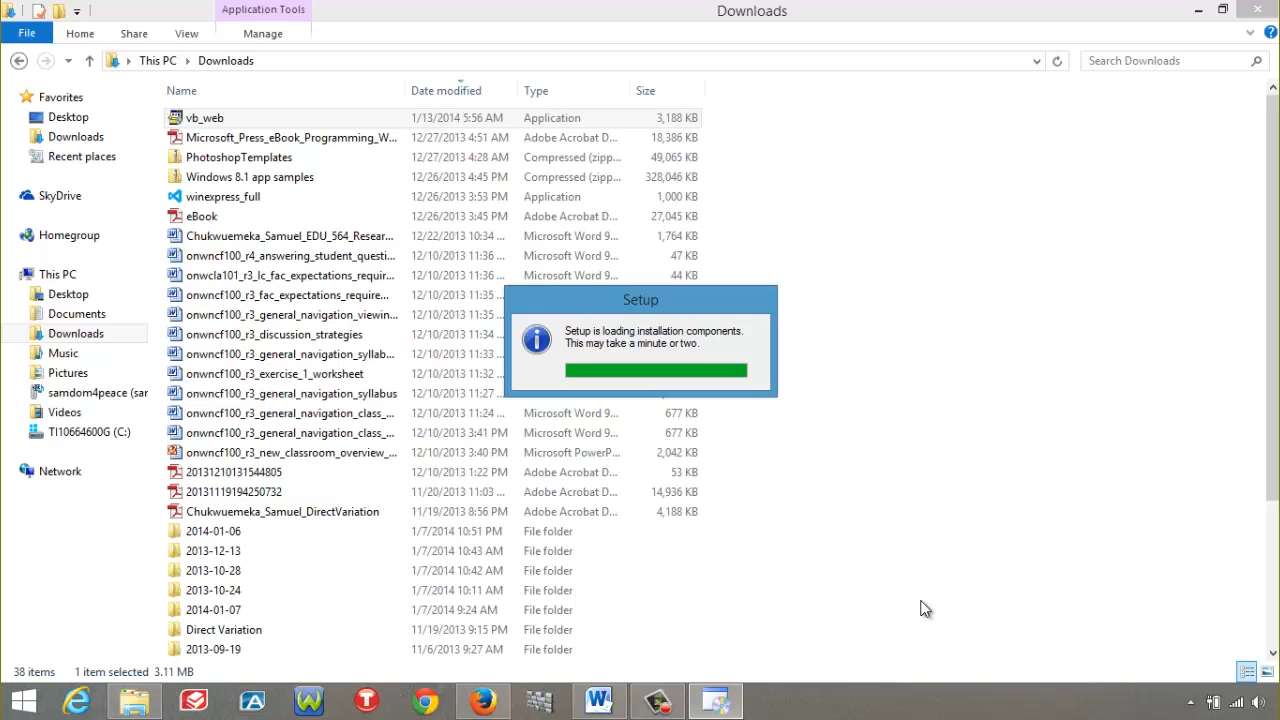 Application Tools
Downloads
File Home Share View Manage
This PC Downloads
Search Downloads
Name Date modified Type Size
Favorites
Desktop
Downloads
Recent places
SkyDrive
Homegroup
This PC
Desktop
Documents
Downloads
Music
Pictures
samdom4peace (sar
Videos
TI10664600G (C:)
Network
vb_web 1/13/2014 5:56 AM Application 3,188 KB
Microsoft_Press_eBook_Programming_W... 12/27/2013 4:51 AM Adobe Acrobat D... 18,386 KB
PhotoshopTemplates 12/27/2013 4:28 AM Compressed (zipp... 49,065 KB
Windows 8.1 app samples 12/26/2013 4:45 PM Compressed (zipp... 328,046 KB
winexpress_full 12/26/2013 3:53 PM Application 1,000 KB
eBook 12/26/2013 3:45 PM Adobe Acrobat D... 27,045 KB
Chukwuemeka_Samuel_EDU_564_Resear... 12/22/2013 10:34 ... Microsoft Word 9... 1,764 KB
onwncf100_r4_answering_student_questi... 12/10/2013 11:36 ... Microsoft Word 9... 47 KB
onwcla101_r3_lc_fac_expectations_requir... 12/10/2013 11:36 ... Microsoft Word 9... 44 KB
onwncf100_r3_fac_expectations_require... 12/10/2013 11:35 ...
onwncf100_r3_general_navigation_viewin... 12/10/2013 11:35 ...
onwncf100_r3_discussion_strategies 12/10/2013 11:34 ...
onwncf100_r3_general_navigation_syllab... 12/10/2013 11:33 ...
onwncf100_r3_exercise_1_worksheet 12/10/2013 11:32 ...
onwncf100_r3_general_navigation_syllabus 12/10/2013 11:27 ...
onwncf100_r3_general_navigation_class_... 12/10/2013 11:24 ... Microsoft Word 9... 677 KB
onwncf100_r3_general_navigation_class_... 12/10/2013 3:41 PM Microsoft Word 9... 677 KB
onwncf100_r3_new_classroom_overview_... 12/10/2013 3:40 PM Microsoft PowerP... 2,042 KB
20131210131544805 12/10/2013 1:22 PM Adobe Acrobat D... 53 KB
20131119194250732 11/20/2013 11:03 ... Adobe Acrobat D... 14,936 KB
Chukwuemeka_Samuel_DirectVariation 11/19/2013 8:56 PM Adobe Acrobat D... 4,188 KB
2014-01-06 1/7/2014 10:51 PM File folder
2013-12-13 1/7/2014 10:43 AM File folder
2013-10-28 1/7/2014 10:42 AM File folder
2013-10-24 1/7/2014 10:11 AM File folder
2014-01-07 1/7/2014 9:24 AM File folder
Direct Variation 11/19/2013 9:15 PM File folder
2013-09-19 11/6/2013 9:27 AM File folder
Setup
Setup is loading installation components.
This may take a minute or two.
38 items 1 item selected 3.11 MB